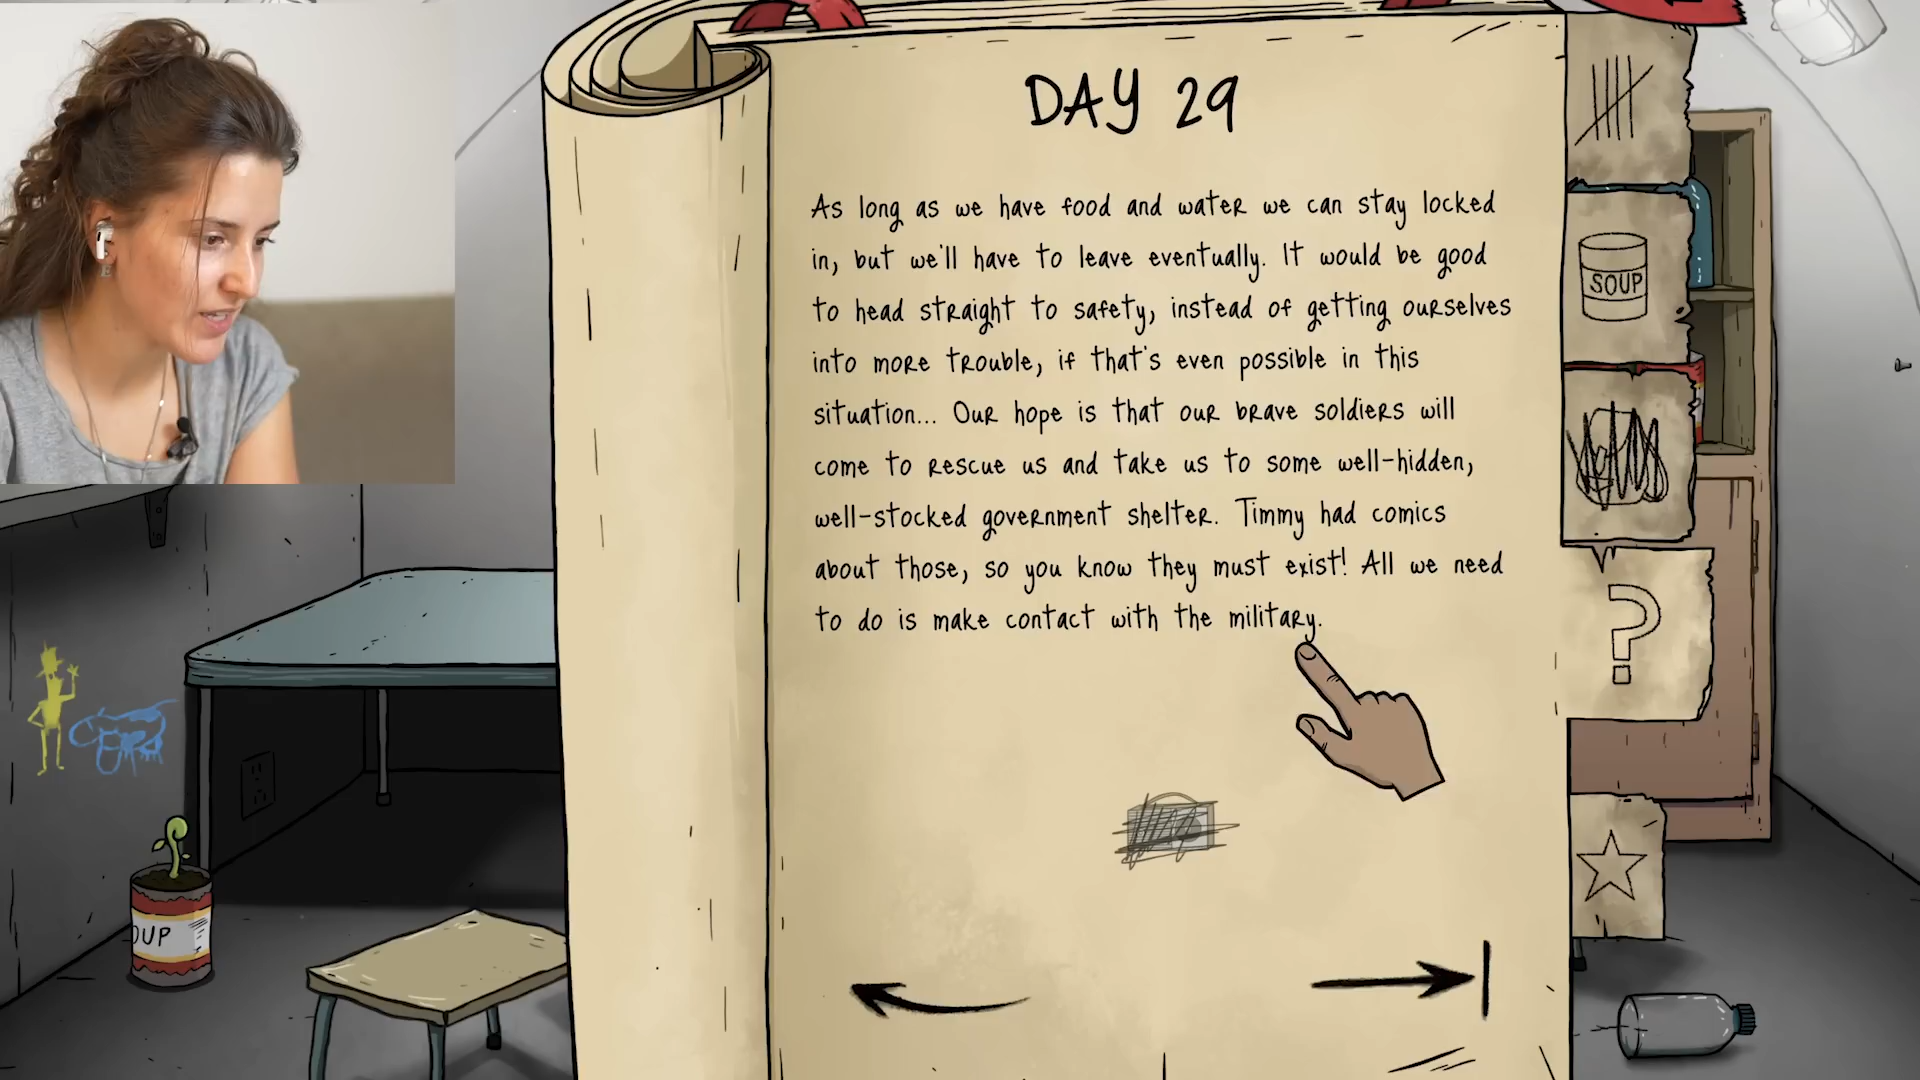 DAY 29
As long as we have food and water we can stay locked
in, but we'll have to leave eventually. It would be good
to head straight to safety, instead of getting ourselves
into more trouble, if that's even possible in this
situation... Our hope is that our brave soldiers will
come to rescue us and take us to some well-hidden,
well-stocked government shelter. Timmy had comics
about those, so you know they must exist! All we need
to do is make contact with the military.
SOUP
?
OUP
E